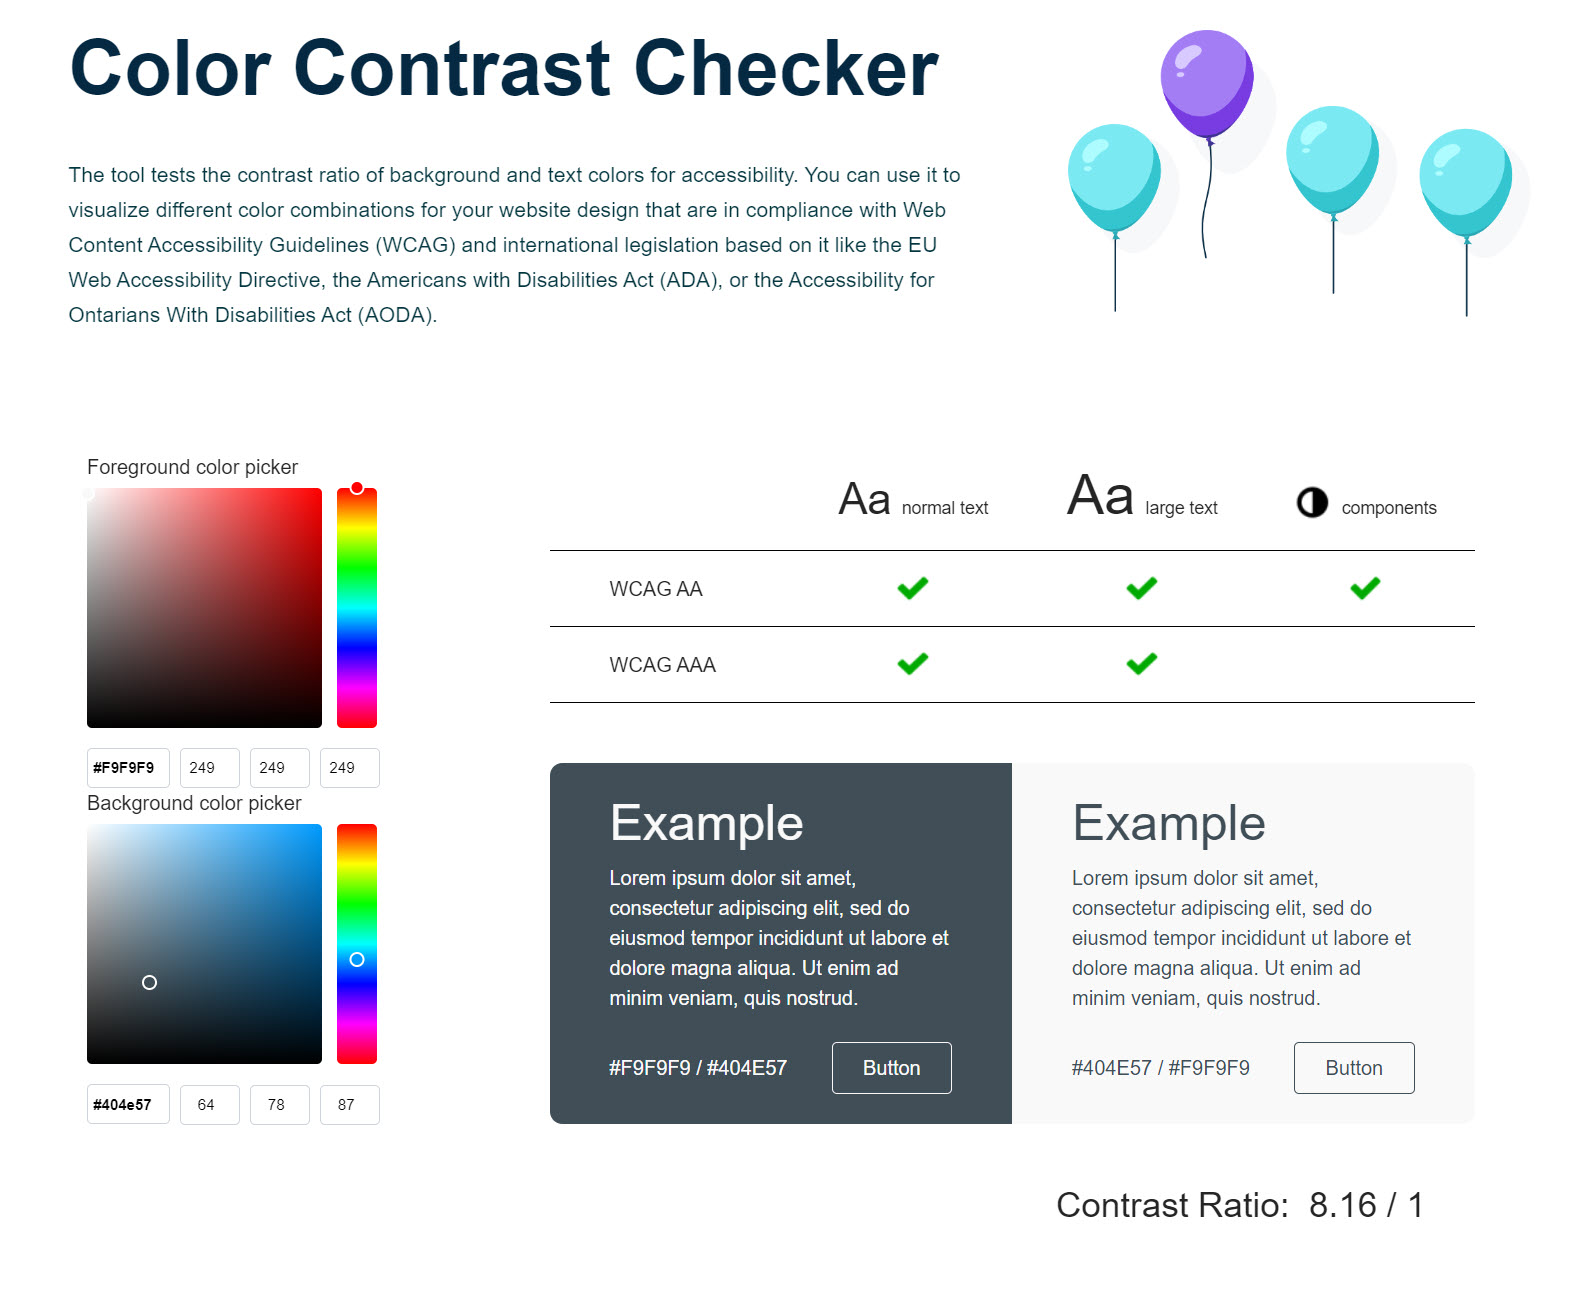 Color Contrast Checker
The tool tests the contrast ratio of background and text colors for accessibility. You can use it to
visualize different color combinations for your website design that are in compliance with Web
Content Accessibility Guidelines (WCAG) and international legislation based on it like the EU
Web Accessibility Directive, the Americans with Disabilities Act (ADA), or the Accessibility for
Ontarians With Disabilities Act (AODA).
Foreground color picker
#F9F9F9 249 249 249
Background color picker
#404e57 64 78 87
Aa normal text Aa large text components
WCAG AA
WCAG AAA
Example
Lorem ipsum dolor sit amet,
consectetur adipiscing elit, sed do
eiusmod tempor incididunt ut labore et
dolore magna aliqua. Ut enim ad
minim veniam, quis nostrud.
#F9F9F9 / #404E57 Button
Example
Lorem ipsum dolor sit amet,
consectetur adipiscing elit, sed do
eiusmod tempor incididunt ut labore et
dolore magna aliqua. Ut enim ad
minim veniam, quis nostrud.
#404E57 / #F9F9F9 Button
Contrast Ratio: 8.16 / 1